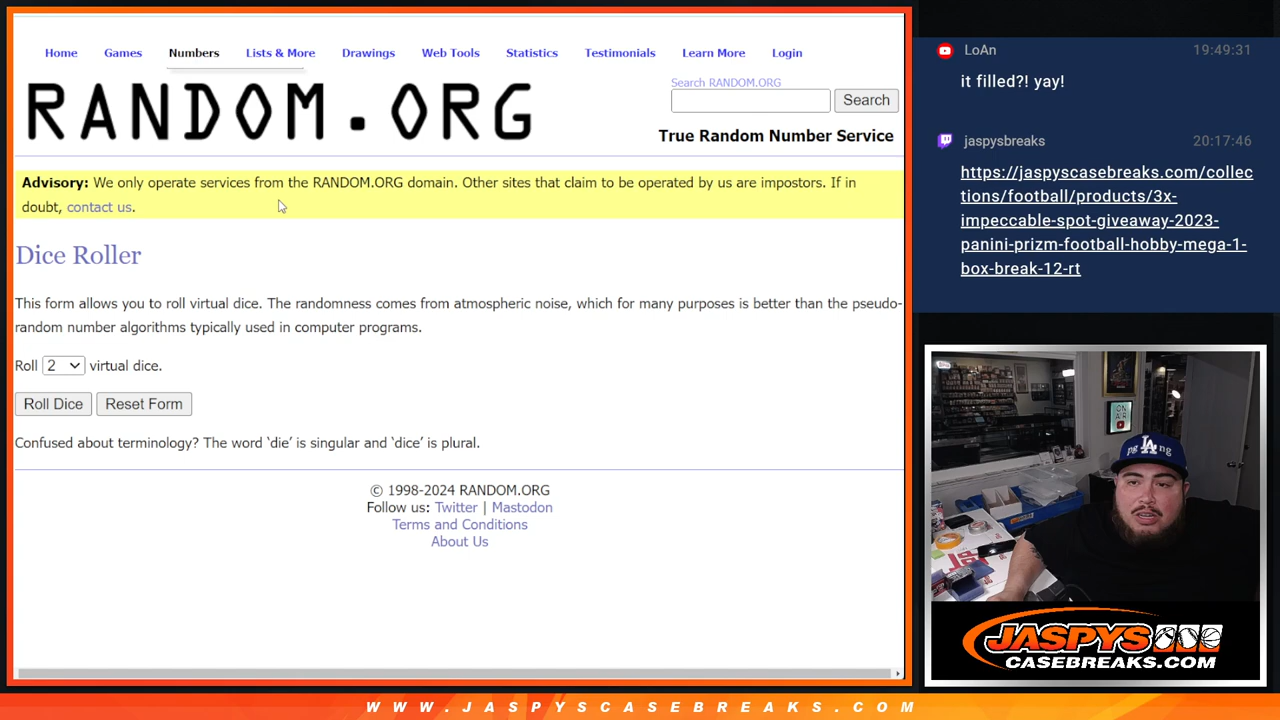 Home Games Numbers Lists & More Drawings Web Tools Statistics Testimonials Learn More Login
RANDOM.ORG
Search RANDOM.ORG
Search
True Random Number Service
Advisory: We only operate services from the RANDOM.ORG domain. Other sites that claim to be operated by us are impostors. If in
doubt, contact us.
Dice Roller
This form allows you to roll virtual dice. The randomness comes from atmospheric noise, which for many purposes is better than the pseudo-
random number algorithms typically used in computer programs.
Roll 2 virtual dice.
Roll Dice Reset Form
Confused about terminology? The word ‘die’ is singular and ‘dice’ is plural.
© 1998-2024 RANDOM.ORG
Follow us: Twitter | Mastodon
Terms and Conditions
About Us
LoAn 19:49:31
it filled?! yay!
jaspysbreaks 20:17:46
https://jaspyscasebreaks.com/collec
tions/football/products/3x-
impeccable-spot-giveaway-2023-
panini-prizm-football-hobby-mega-1-
box-break-12-rt
ON
AIR
LA
JASPYS
CASEBREAKS.COM
WWW.JASPYSCASEBREAKS.COM